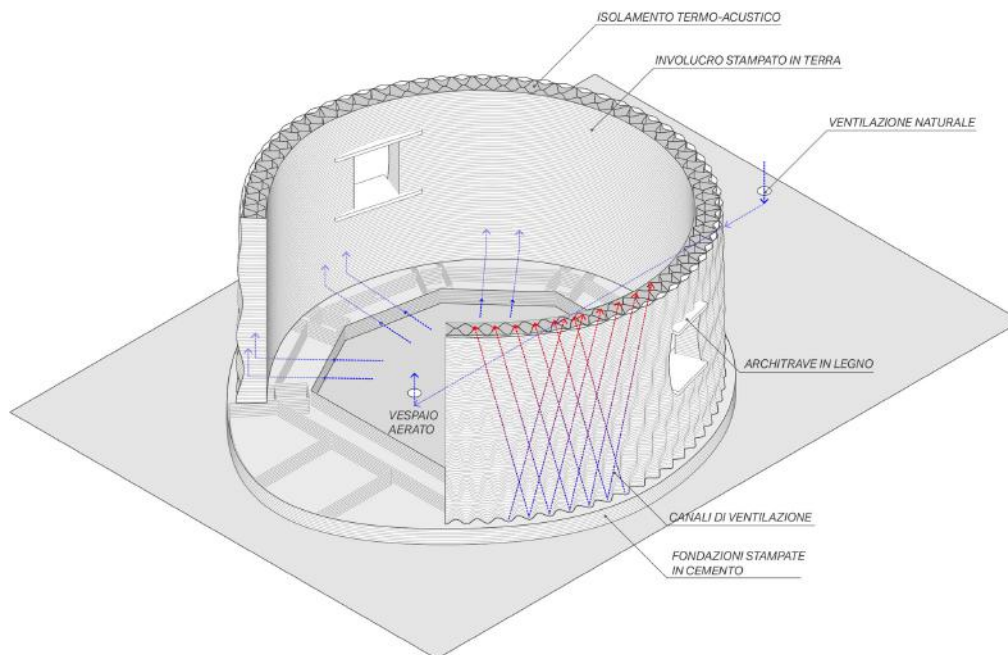 ISOLAMENTO TERMO-ACUSTICO
INVOLUCRO STAMPATO IN TERRA
VENTILAZIONE NATURALE
ARCHITRAVE IN LEGNO
VESPAIO
AERATO
CANALI DI VENTILAZIONE
FONDAZIONI STAMPATE
IN CEMENTO